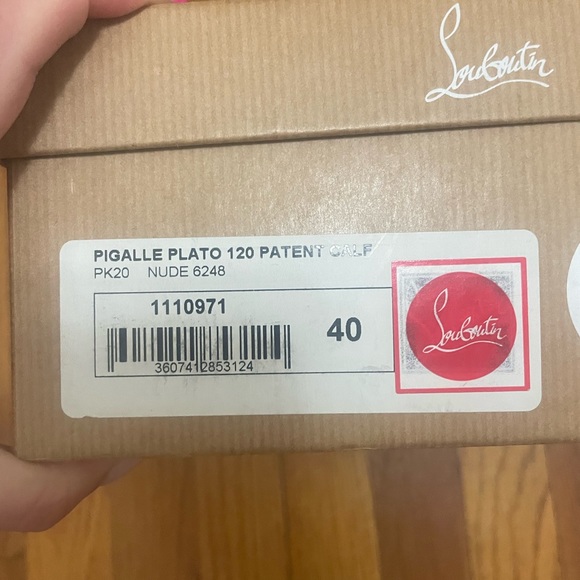 Louboutin
PIGALLE PLATO 120 PATENT CALF
PK20 NUDE 6248
1110971
40
3607412853124
Louboutin